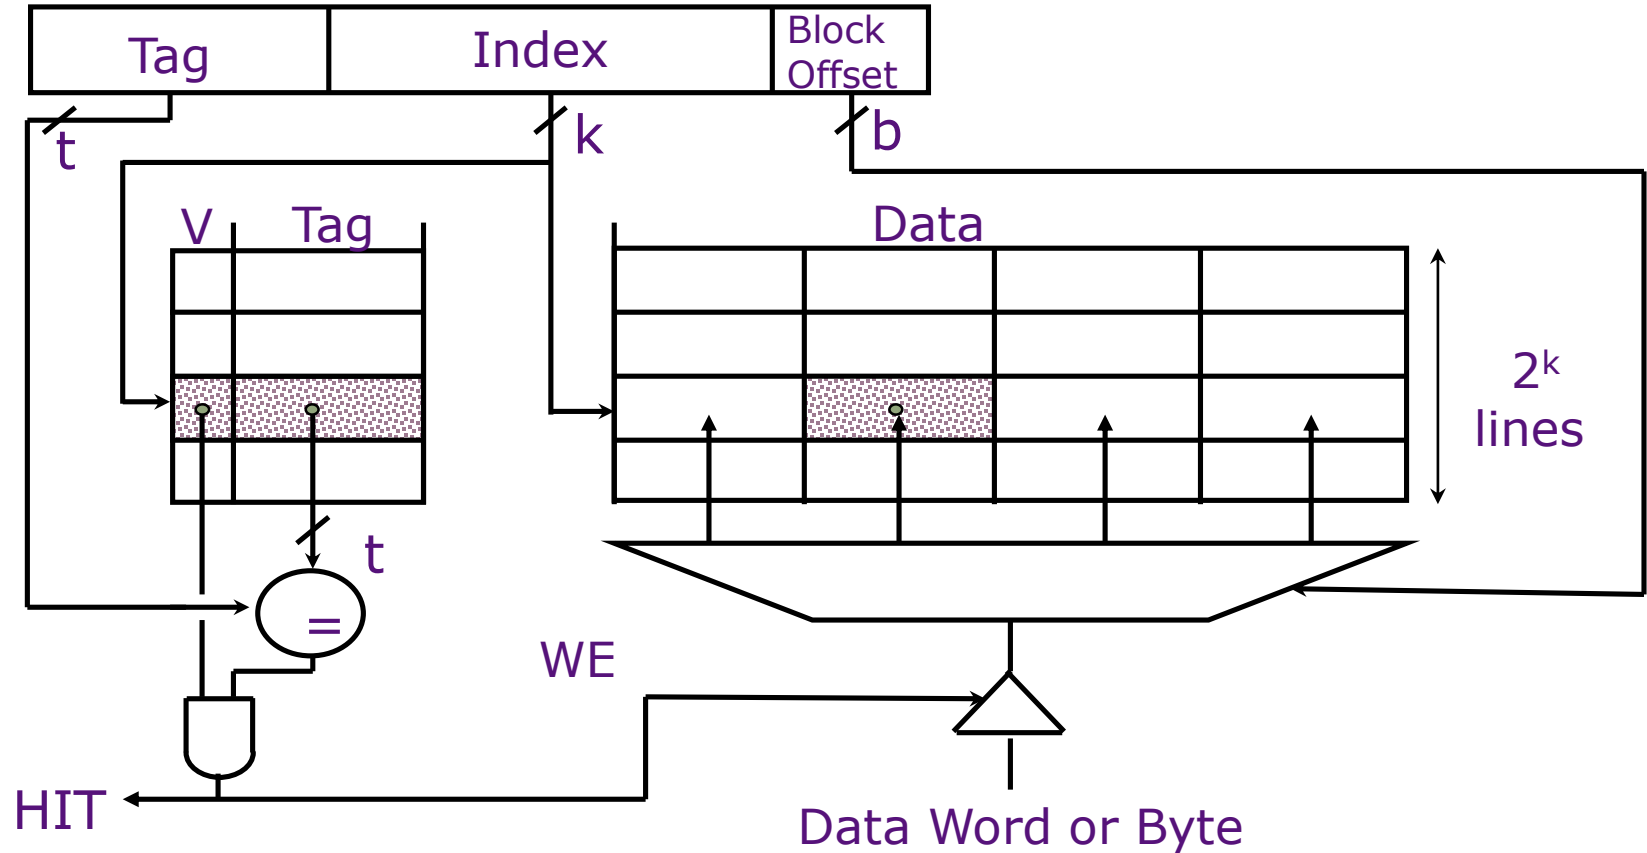 Tag
Index
Block
Offset
t
k
b
V
Tag
Data
2ᵏ
lines
t
=
WE
HIT
Data Word or Byte